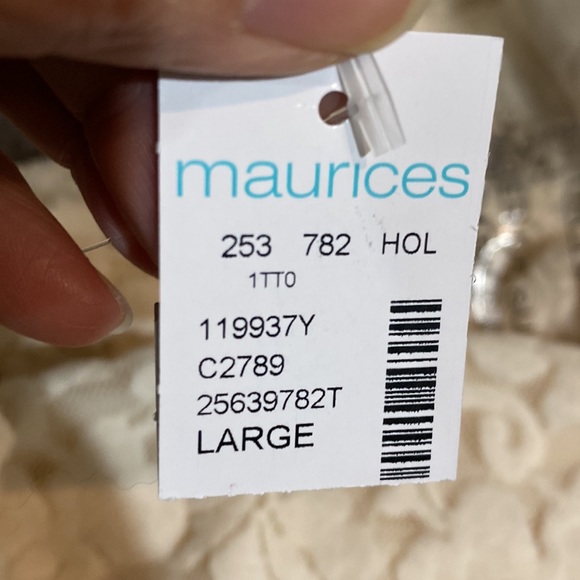 maurices
253 782 HOL
1TT0
119937Y
C2789
25639782T
LARGE